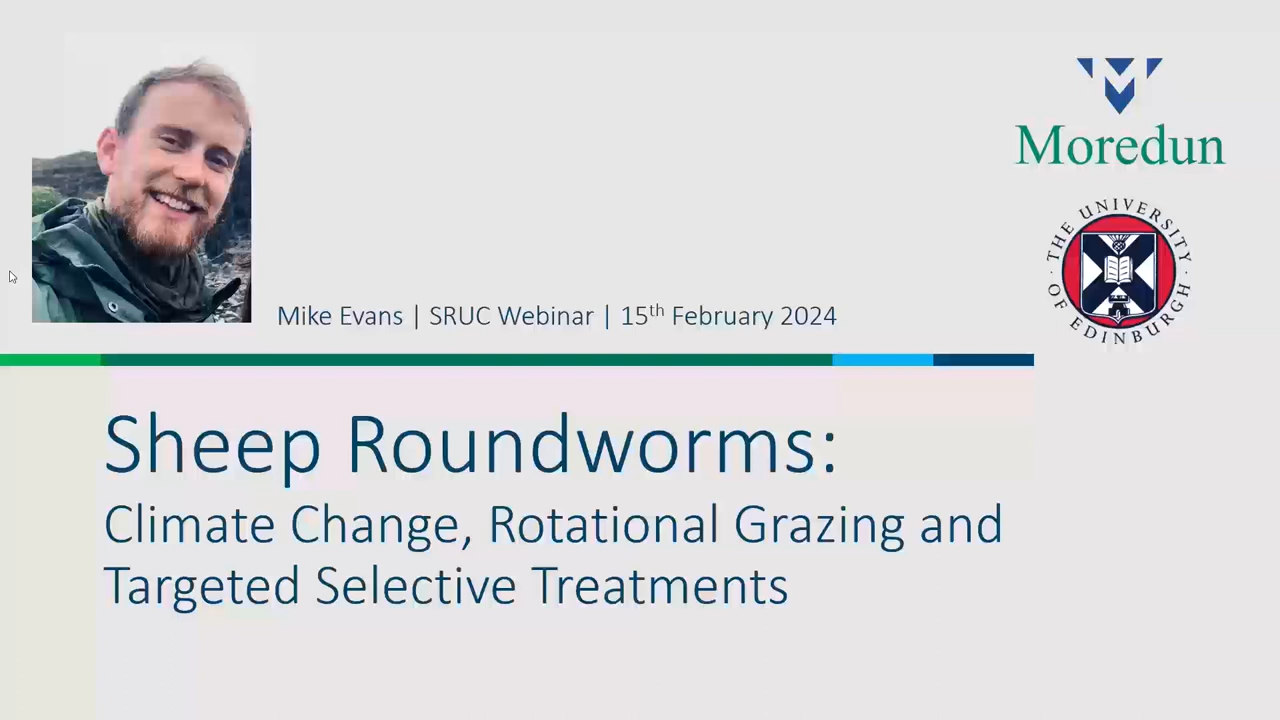 Moredun
THE UNIVERSITY
OF EDINBURGH
Mike Evans | SRUC Webinar | 15th February 2024
Sheep Roundworms:
Climate Change, Rotational Grazing and
Targeted Selective Treatments